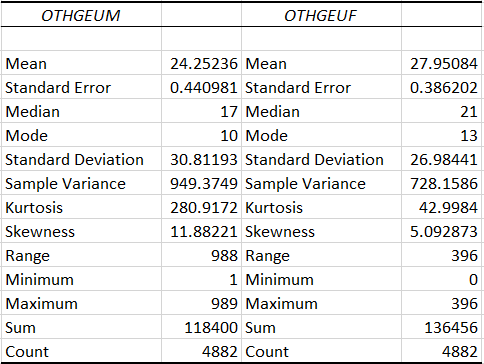 OTHGEUM OTHGEUF
Mean 24.25236 Mean 27.95084
Standard Error 0.440981 Standard Error 0.386202
Median 17 Median 21
Mode 10 Mode 13
Standard Deviation 30.81193 Standard Deviation 26.98441
Sample Variance 949.3749 Sample Variance 728.1586
Kurtosis 280.9172 Kurtosis 42.9984
Skewness 11.88221 Skewness 5.092873
Range 988 Range 396
Minimum 1 Minimum 0
Maximum 989 Maximum 396
Sum 118400 Sum 136456
Count 4882 Count 4882